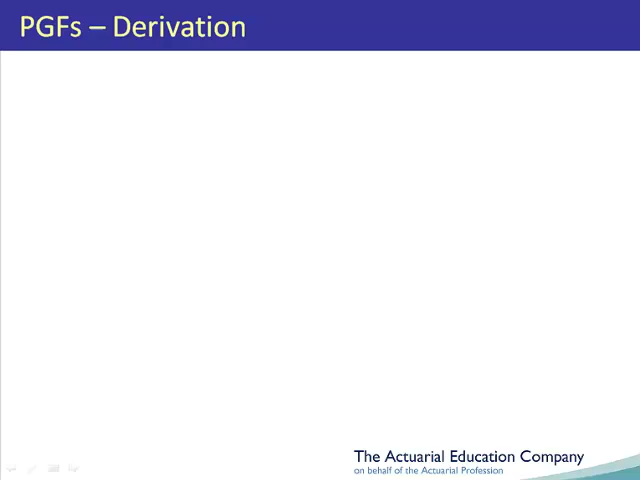 PGFs – Derivation
The Actuarial Education Company
on behalf of the Actuarial Profession